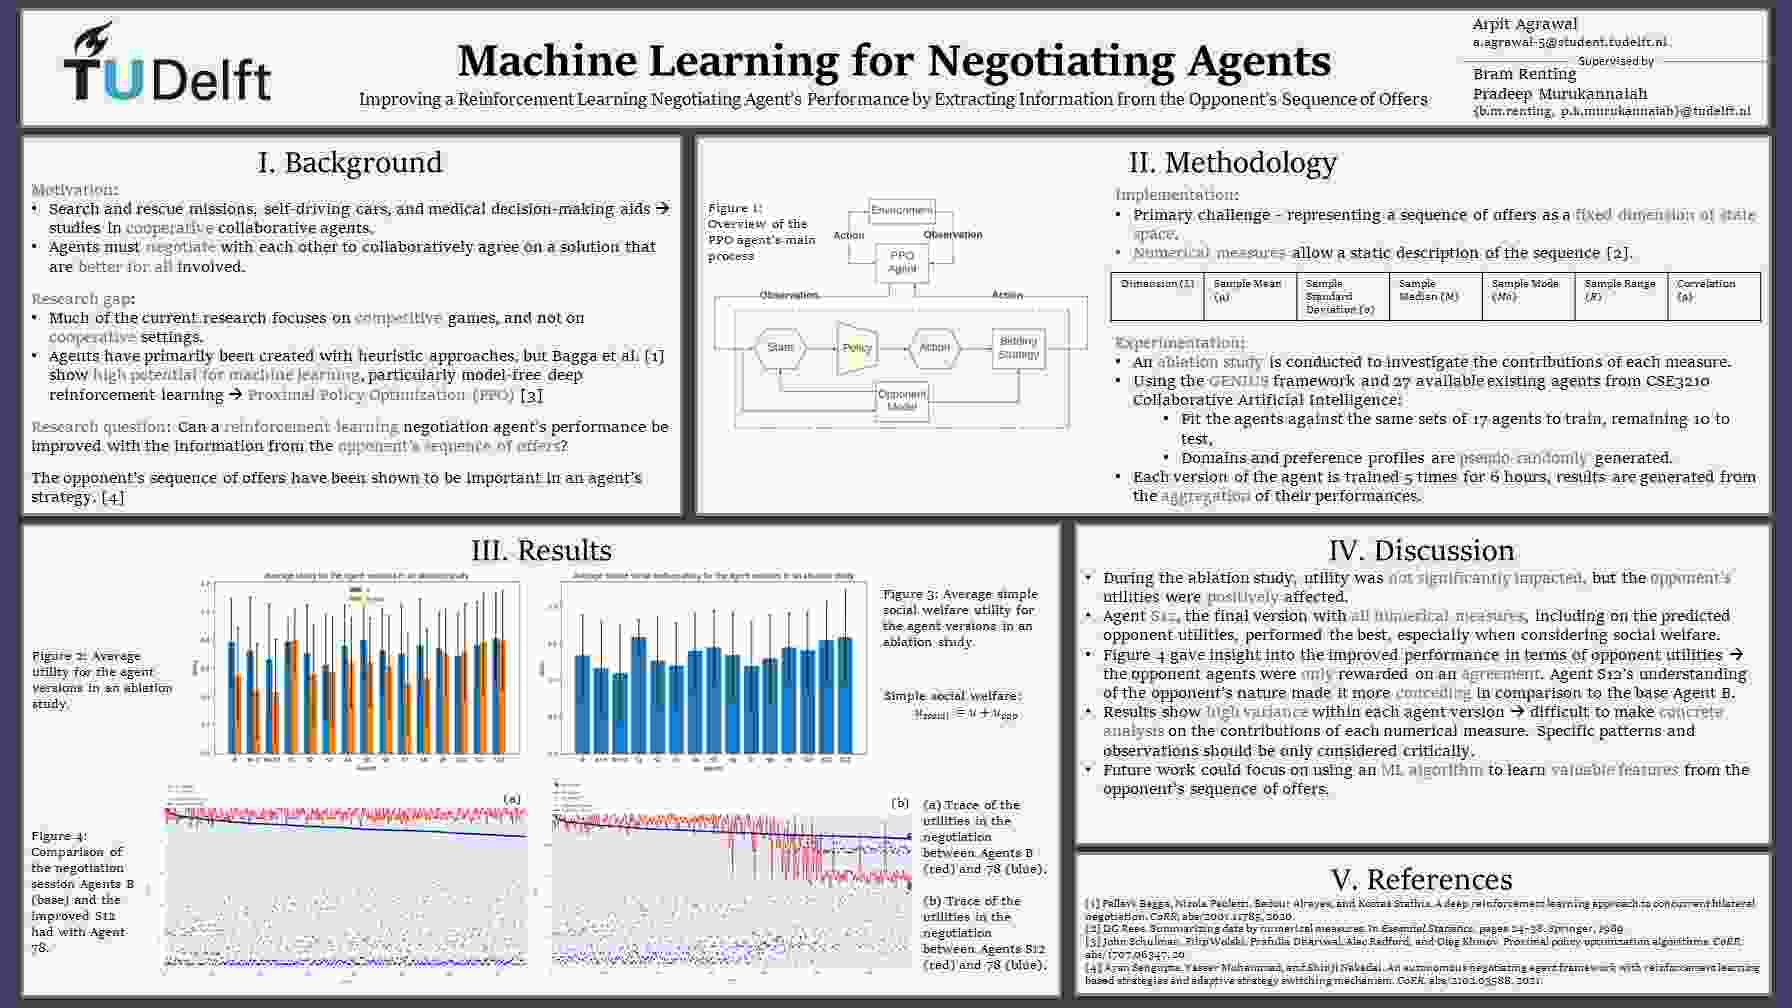 TU Delft
Machine Learning for Negotiating Agents
Improving a Reinforcement Learning Negotiating Agent's Performance by Extracting Information from the Opponent's Sequence of Offers
Arpit Agrawal
a.agrawal-5@student.tudelft.nl
Supervised by
Bram Renting
Pradeep Murukannaiah
{b.m.renting, p.k.murukannaiah}@tudelft.nl
I. Background
Motivation:
• Search and rescue missions, self-driving cars, and medical decision-making aids →
studies in cooperative collaborative agents.
• Agents must negotiate with each other to collaboratively agree on a solution that
are better for all involved.
Research gap:
• Much of the current research focuses on competitive games, and not on
cooperative settings.
• Agents have primarily been created with heuristic approaches, but Bagga et al. [1]
show high potential for machine learning, particularly model-free deep
reinforcement learning → Proximal Policy Optimization (PPO) [3]
Research question: Can a reinforcement learning negotiation agent's performance be
improved with the information from the opponent's sequence of offers?
The opponent's sequence of offers have been shown to be important in an agent's
strategy. [4]
II. Methodology
Figure 1:
Overview of the
PPO agent's main
process
Environment
Action
Observation
PPO
Agent
Observation
Action
State
Policy
Action
Bidding
Strategy
Opponent
Model
Implementation:
• Primary challenge - representing a sequence of offers as a fixed dimension of state
space.
• Numerical measures allow a static description of the sequence [2].
Dimension (L)
Sample Mean
(μ)
Sample
Standard
Deviation (σ)
Sample
Median (M)
Sample Mode
(Mo)
Sample Range
(R)
Correlation
(ρ)
Experimentation:
• An ablation study is conducted to investigate the contributions of each measure.
• Using the GENIUS framework and 27 available existing agents from CSE3210
Collaborative Artificial Intelligence:
• Fit the agents against the same sets of 17 agents to train, remaining 10 to
test,
• Domains and preference profiles are pseudo-randomly generated.
• Each version of the agent is trained 5 times for 6 hours, results are generated from
the aggregation of their performances.
III. Results
Figure 2: Average
utility for the agent
versions in an ablation
study.
Average utility for the agent versions in an ablation study
Average simple social welfare utility for the agent versions in an ablation study
Figure 3: Average simple
social welfare utility for
the agent versions in an
ablation study.
Simple social welfare:
u_social = u + u_opp
Figure 4:
Comparison of
the negotiation
session Agents B
(base) and the
improved S12
had with Agent
78.
(a)
(b)
(a) Trace of the
utilities in the
negotiation
between Agents B
(red) and 78 (blue).
(b) Trace of the
utilities in the
negotiation
between Agents S12
(red) and 78 (blue).
IV. Discussion
• During the ablation study, utility was not significantly impacted, but the opponent's
utilities were positively affected.
• Agent S12, the final version with all numerical measures, including on the predicted
opponent utilities, performed the best, especially when considering social welfare.
• Figure 4 gave insight into the improved performance in terms of opponent utilities →
the opponent agents were only rewarded on an agreement. Agent S12's understanding
of the opponent's nature made it more conceding in comparison to the base Agent B.
• Results show high variance within each agent version → difficult to make concrete
analysis on the contributions of each numerical measure. Specific patterns and
observations should be only considered critically.
• Future work could focus on using an ML algorithm to learn valuable features from the
opponent's sequence of offers.
V. References
[1] Pallavi Bagga, Nicola Paoletti, Bedour Alrayes, and Kostas Stathis. A deep reinforcement learning approach to concurrent bilateral
negotiation. CoRR, abs/2001.11785, 2020.
[2] DG Rees. Summarizing data by numerical measures. In Essential Statistics, pages 24–38. Springer, 1989
[3] John Schulman, Filip Wolski, Prafulla Dhariwal, Alec Radford, and Oleg Klimov. Proximal policy optimization algorithms. CoRR,
abs/1707.06347, 20
[4] Ayan Sengupta, Yasser Mohammad, and Shinji Nakadai. An autonomous negotiating agent framework with reinforcement learning
based strategies and adaptive strategy switching mechanism. CoRR, abs/2102.03588, 2021.